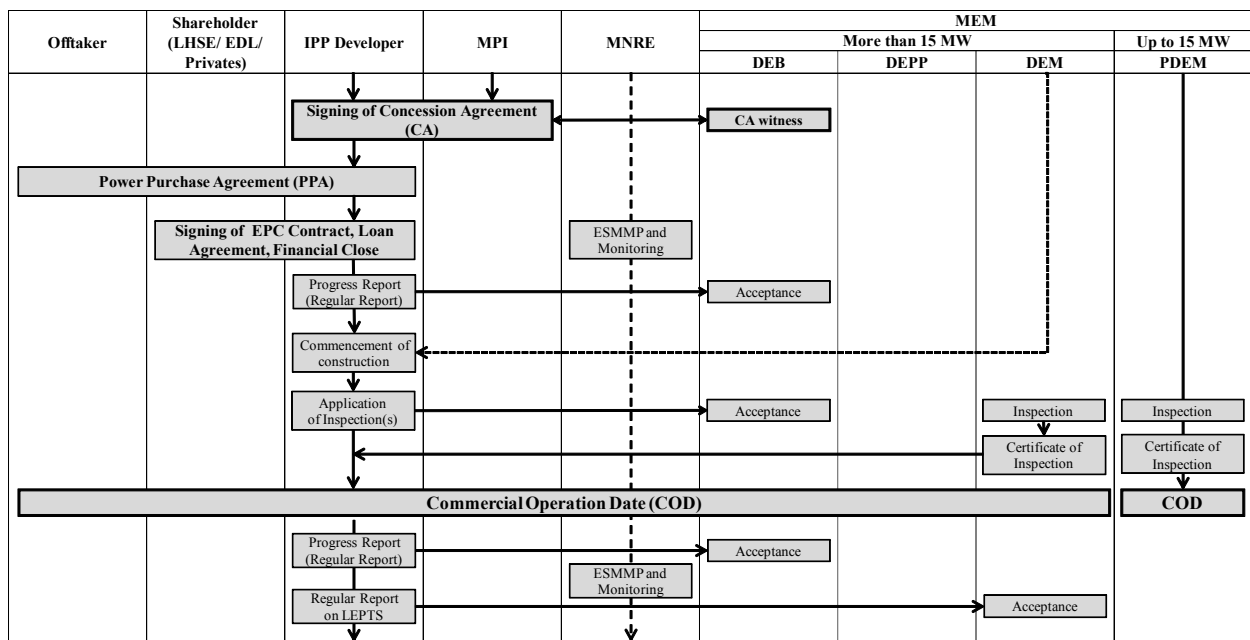 MEM
Offtaker
Shareholder
(LHSE/ EDL/
Privates)
IPP Developer
MPI
MNRE
More than 15 MW
Up to 15 MW
DEB
DEPP
DEM
PDEM
Signing of Concession Agreement
(CA)
CA witness
Power Purchase Agreement (PPA)
Signing of EPC Contract, Loan
Agreement, Financial Close
ESMMP and
Monitoring
Progress Report
(Regular Report)
Acceptance
Commencement of
construction
Application
of Inspection(s)
Acceptance
Inspection
Inspection
Certificate of
Inspection
Certificate of
Inspection
Commercial Operation Date (COD)
COD
Progress Report
(Regular Report)
Acceptance
ESMMP and
Monitoring
Regular Report
on LEPTS
Acceptance